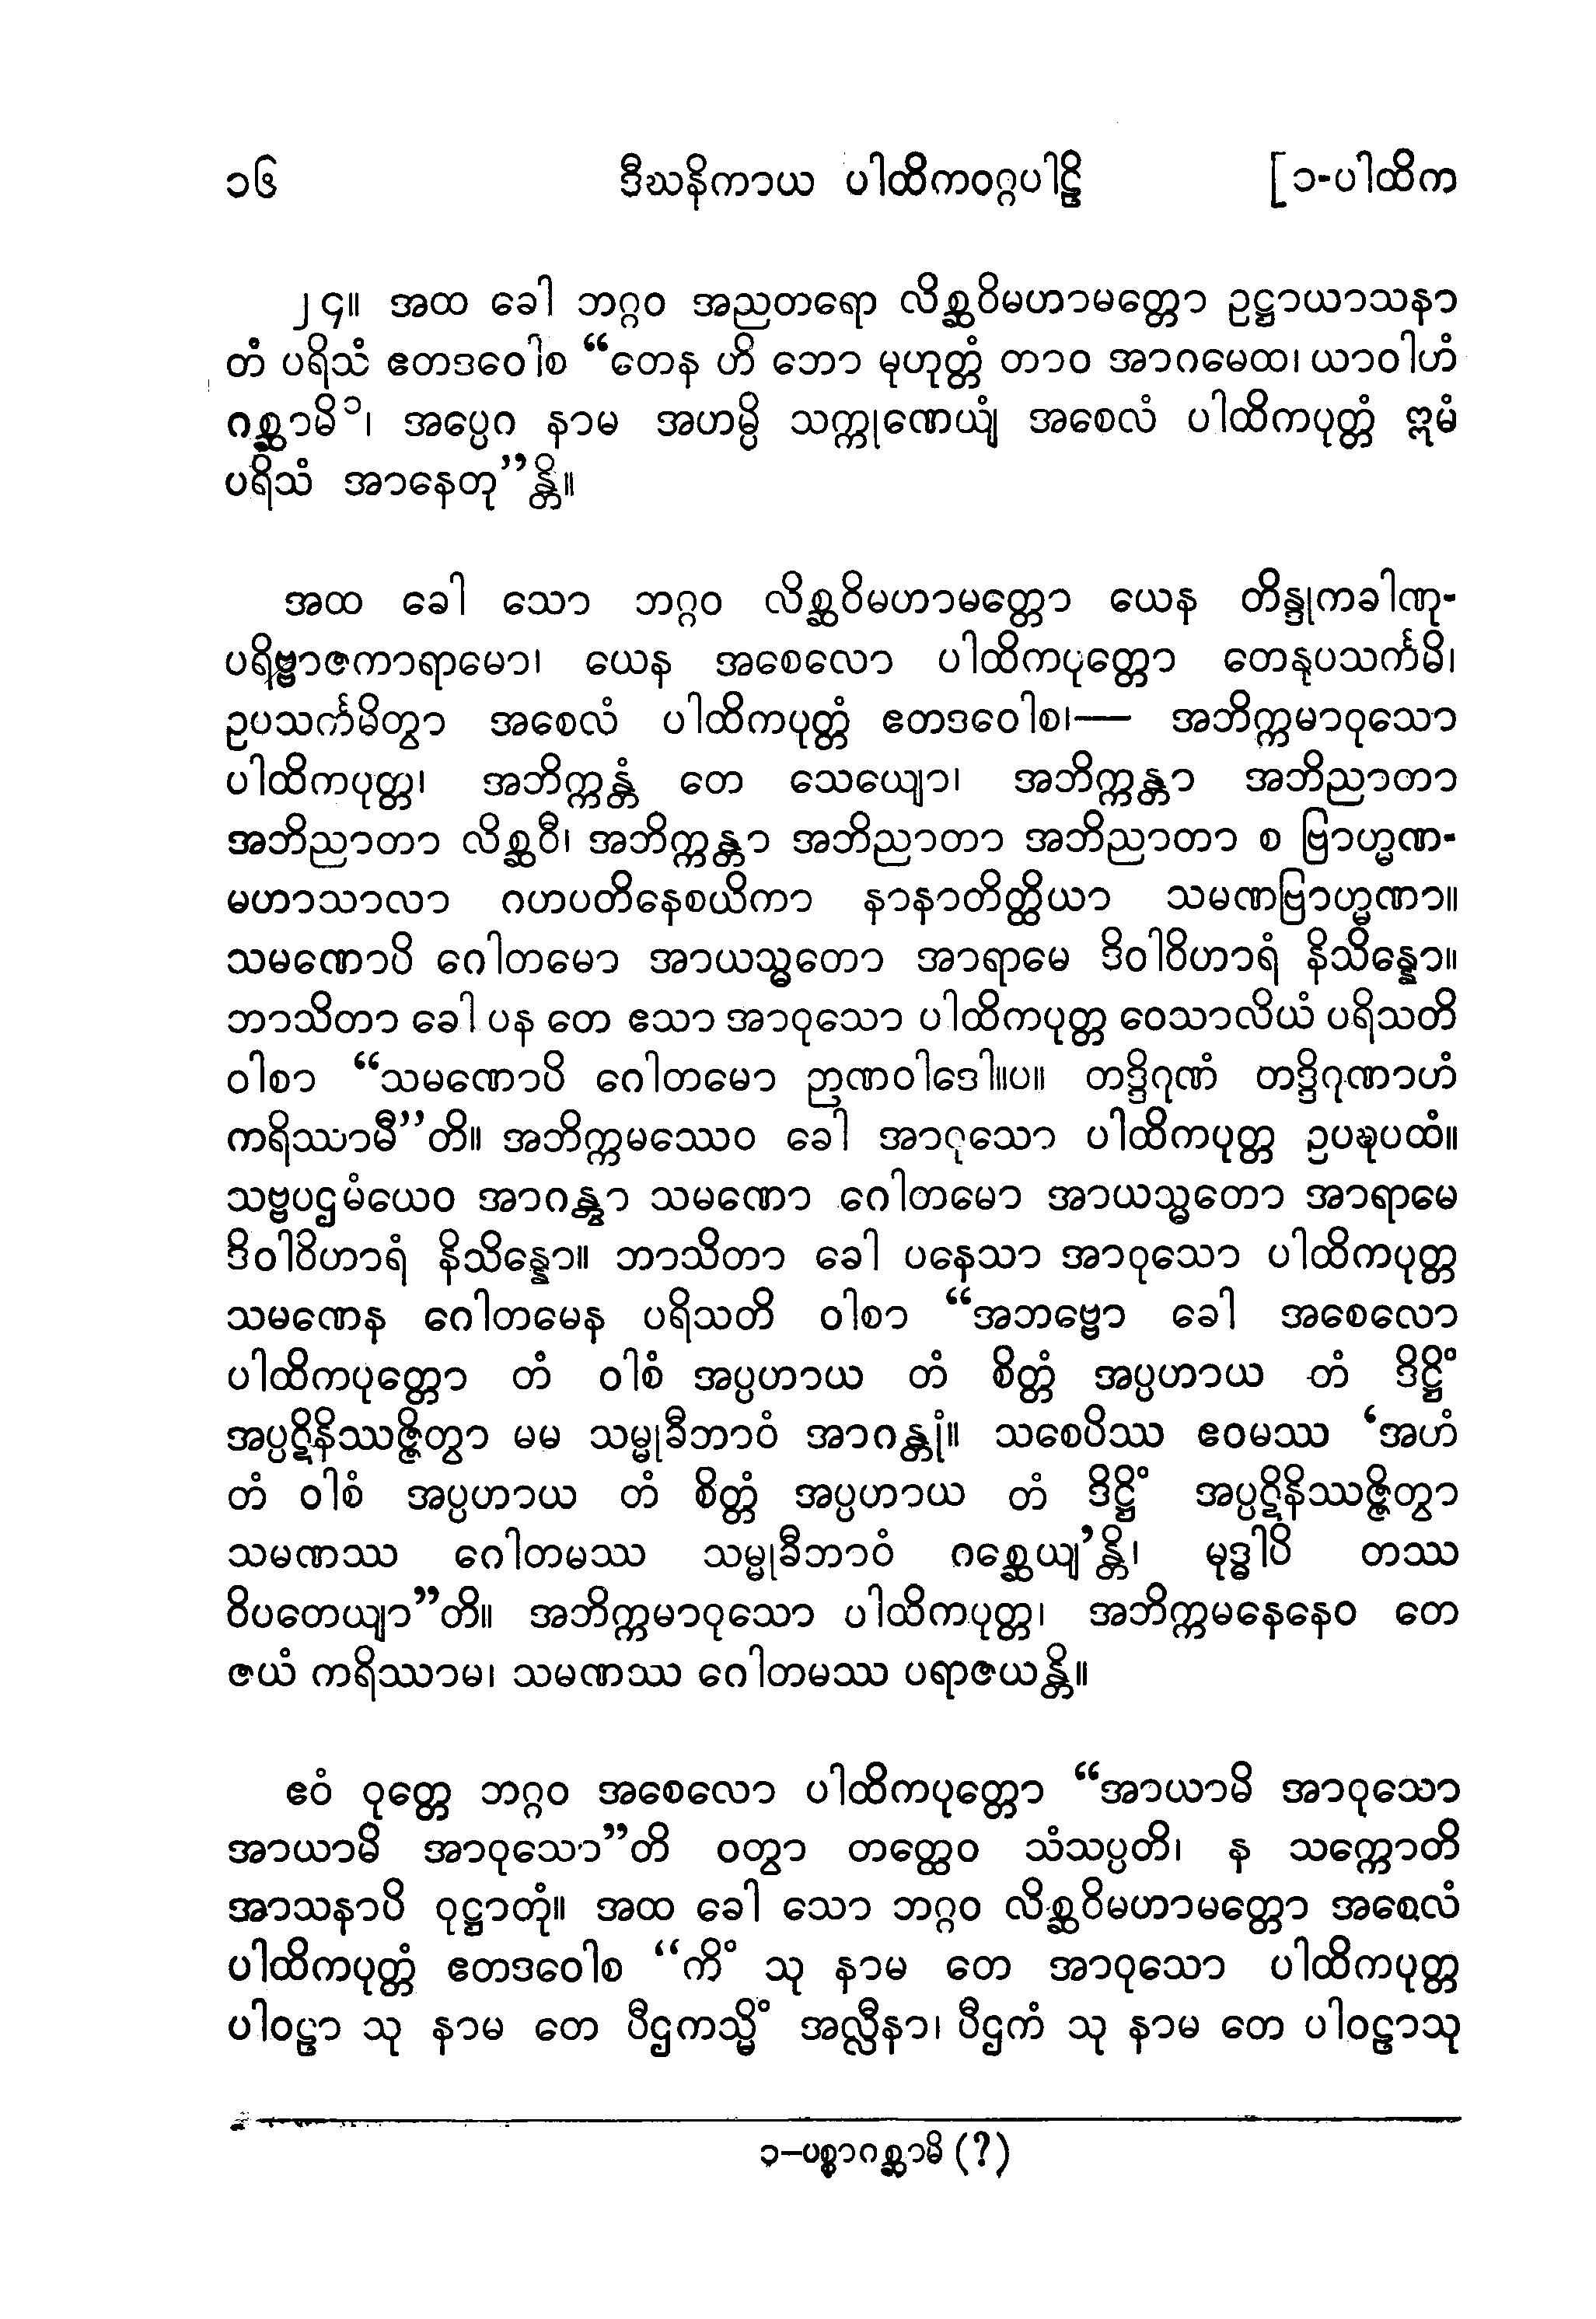 ၁၆ ဒီဃနိကာယ ပါထိကဝဂ္ဂပါဠိ [၁-ပါထိက
၂၄။ အထ ခေါ ဘဂ္ဂဝ အညတရော လိစ္ဆဝိမဟာမတ္တော ဥဋ္ဌာယာသနာ
တံ ပရိသံ ဧတဒဝေါစ “တေန ဟိ ဘော မုဟုတ္တံ တာဝ အာဂမေထ၊ ယာဝါဟံ
ဂစ္ဆာမိ၁၊ အပ္ပေဂ နာမ အဟမ္ပိ သက္ကုဏေယျံ အစေလံ ပါထိကပုတ္တံ ဣမံ
ပရိသံ အာနေတု”န္တိ။
အထ ခေါ သော ဘဂ္ဂဝ လိစ္ဆဝိမဟာမတ္တော ယေန တိန္ဒုကခါဏု-
ပရိဗ္ဗာဇကာရာမော၊ ယေန အစေလော ပါထိကပုတ္တော တေနုပသင်္ကမိ၊
ဥပသင်္ကမိတွာ အစေလံ ပါထိကပုတ္တံ ဧတဒဝေါစ၊— အဘိက္ကမာဝုသော
ပါထိကပုတ္တ၊ အဘိက္ကန္တံ တေ သေယျော၊ အဘိက္ကန္တာ အဘိညာတာ
အဘိညာတာ လိစ္ဆဝီ၊ အဘိက္ကန္တာ အဘိညာတာ အဘိညာတာ စ ဗြာဟ္မဏ-
မဟာသာလာ ဂဟပတိနေစယိကာ နာနာတိတ္ထိယာ သမဏဗြာဟ္မဏာ။
သမဏောပိ ဂေါတမော အာယသ္မတော အာရာမေ ဒိဝါဝိဟာရံ နိသိန္နော။
ဘာသိတာ ခေါ ပန တေ ဧသာ အာဝုသော ပါထိကပုတ္တ ဝေသာလိယံ ပရိသတိ
ဝါစာ “သမဏောပိ ဂေါတမော ဉာဏဝါဒေါ။ပ။ တဒ္ဒိဂုဏံ တဒ္ဒိဂုဏာဟံ
ကရိဿာမီ”တိ။ အဘိက္ကမဿေဝ ခေါ အာဝုသော ပါထိကပုတ္တ ဥပဍ္ဎပထံ။
သဗ္ဗပဌမံယေဝ အာဂန္တွာ သမဏော ဂေါတမော အာယသ္မတော အာရာမေ
ဒိဝါဝိဟာရံ နိသိန္နော။ ဘာသိတာ ခေါ ပနေသာ အာဝုသော ပါထိကပုတ္တ
သမဏေန ဂေါတမေန ပရိသတိ ဝါစာ “အဘဗ္ဗော ခေါ အစေလော
ပါထိကပုတ္တော တံ ဝါစံ အပ္ပဟာယ တံ စိတ္တံ အပ္ပဟာယ တံ ဒိဋ္ဌိံ
အပ္ပဋိနိဿဇ္ဇိတွာ မမ သမ္မုခီဘာဝံ အာဂန္တုံ။ သစေပိဿ ဧဝမဿ ‘အဟံ
တံ ဝါစံ အပ္ပဟာယ တံ စိတ္တံ အပ္ပဟာယ တံ ဒိဋ္ဌိံ အပ္ပဋိနိဿဇ္ဇိတွာ
သမဏဿ ဂေါတမဿ သမ္မုခီဘာဝံ ဂစ္ဆေယျ’န္တိ၊ မုဒ္ဓါပိ တဿ
ဝိပတေယျာ”တိ။ အဘိက္ကမာဝုသော ပါထိကပုတ္တ၊ အဘိက္ကမနေနေဝ တေ
ဇယံ ကရိဿာမ၊ သမဏဿ ဂေါတမဿ ပရာဇယန္တိ။
ဧဝံ ဝုတ္တေ ဘဂ္ဂဝ အစေလော ပါထိကပုတ္တော “အာယာမိ အာဝုသော
အာယာမိ အာဝုသော”တိ ဝတွာ တတ္ထေဝ သံသပ္ပတိ၊ န သက္ကောတိ
အာသနာပိ ဝုဋ္ဌာတုံ။ အထ ခေါ သော ဘဂ္ဂဝ လိစ္ဆဝိမဟာမတ္တော အစေလံ
ပါထိကပုတ္တံ ဧတဒဝေါစ “ကိံ သု နာမ တေ အာဝုသော ပါထိကပုတ္တ
ပါဝဠာ သု နာမ တေ ပီဌကသ္မိံ အလ္လီနာ၊ ပီဌကံ သု နာမ တေ ပါဝဠာသု
၁–ပစ္စာဂစ္ဆာမိ (?)